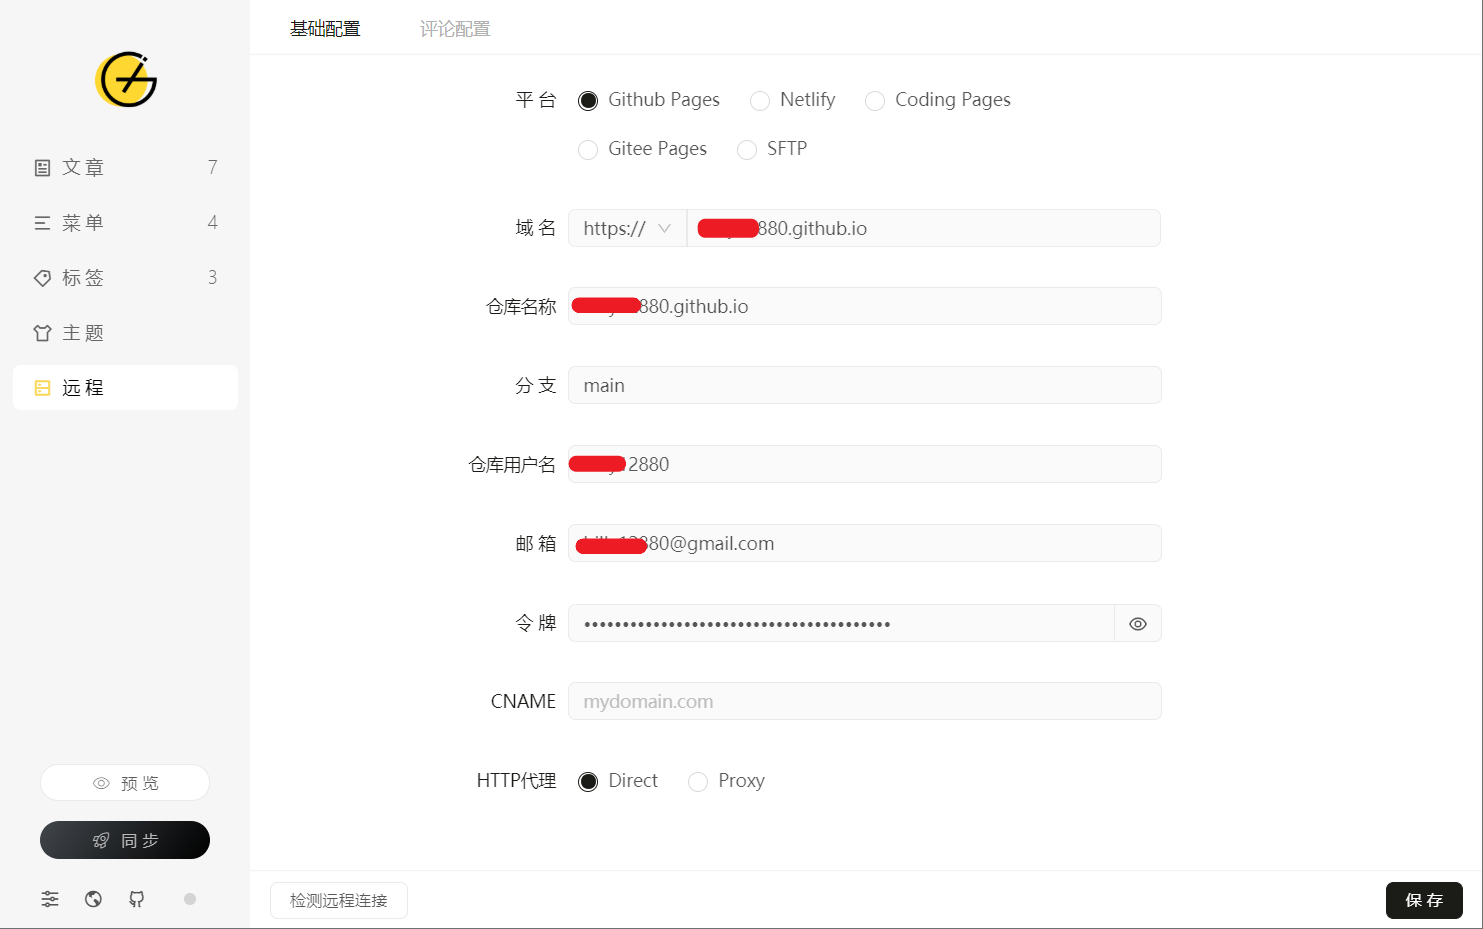 基础配置 评论配置
文章 7
菜单 4
标签 3
主题
远程
预览
同步
平台 Github Pages Netlify Coding Pages
Gitee Pages SFTP
域名 https:// 880.github.io
仓库名称 880.github.io
分支 main
仓库用户名 2880
邮箱 80@gmail.com
令牌 ••••••••••••••••••••••••••••••••••••••••
CNAME mydomain.com
HTTP代理 Direct Proxy
检测远程连接 保存